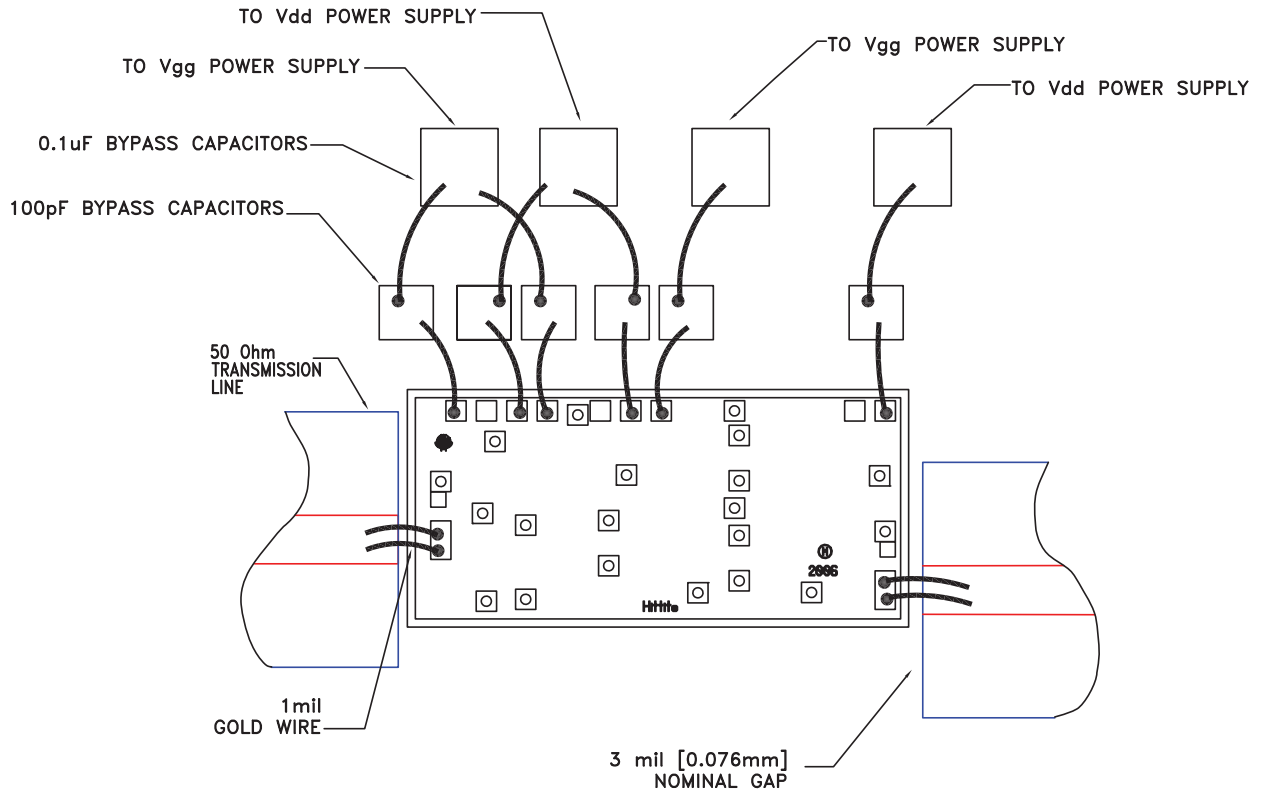 TO Vdd POWER SUPPLY
TO Vgg POWER SUPPLY
TO Vgg POWER SUPPLY
TO Vdd POWER SUPPLY
0.1uF BYPASS CAPACITORS
100pF BYPASS CAPACITORS
50 Ohm
TRANSMISSION
LINE
H
2006
Hittite
1mil
GOLD WIRE
3 mil [0.076mm]
NOMINAL GAP